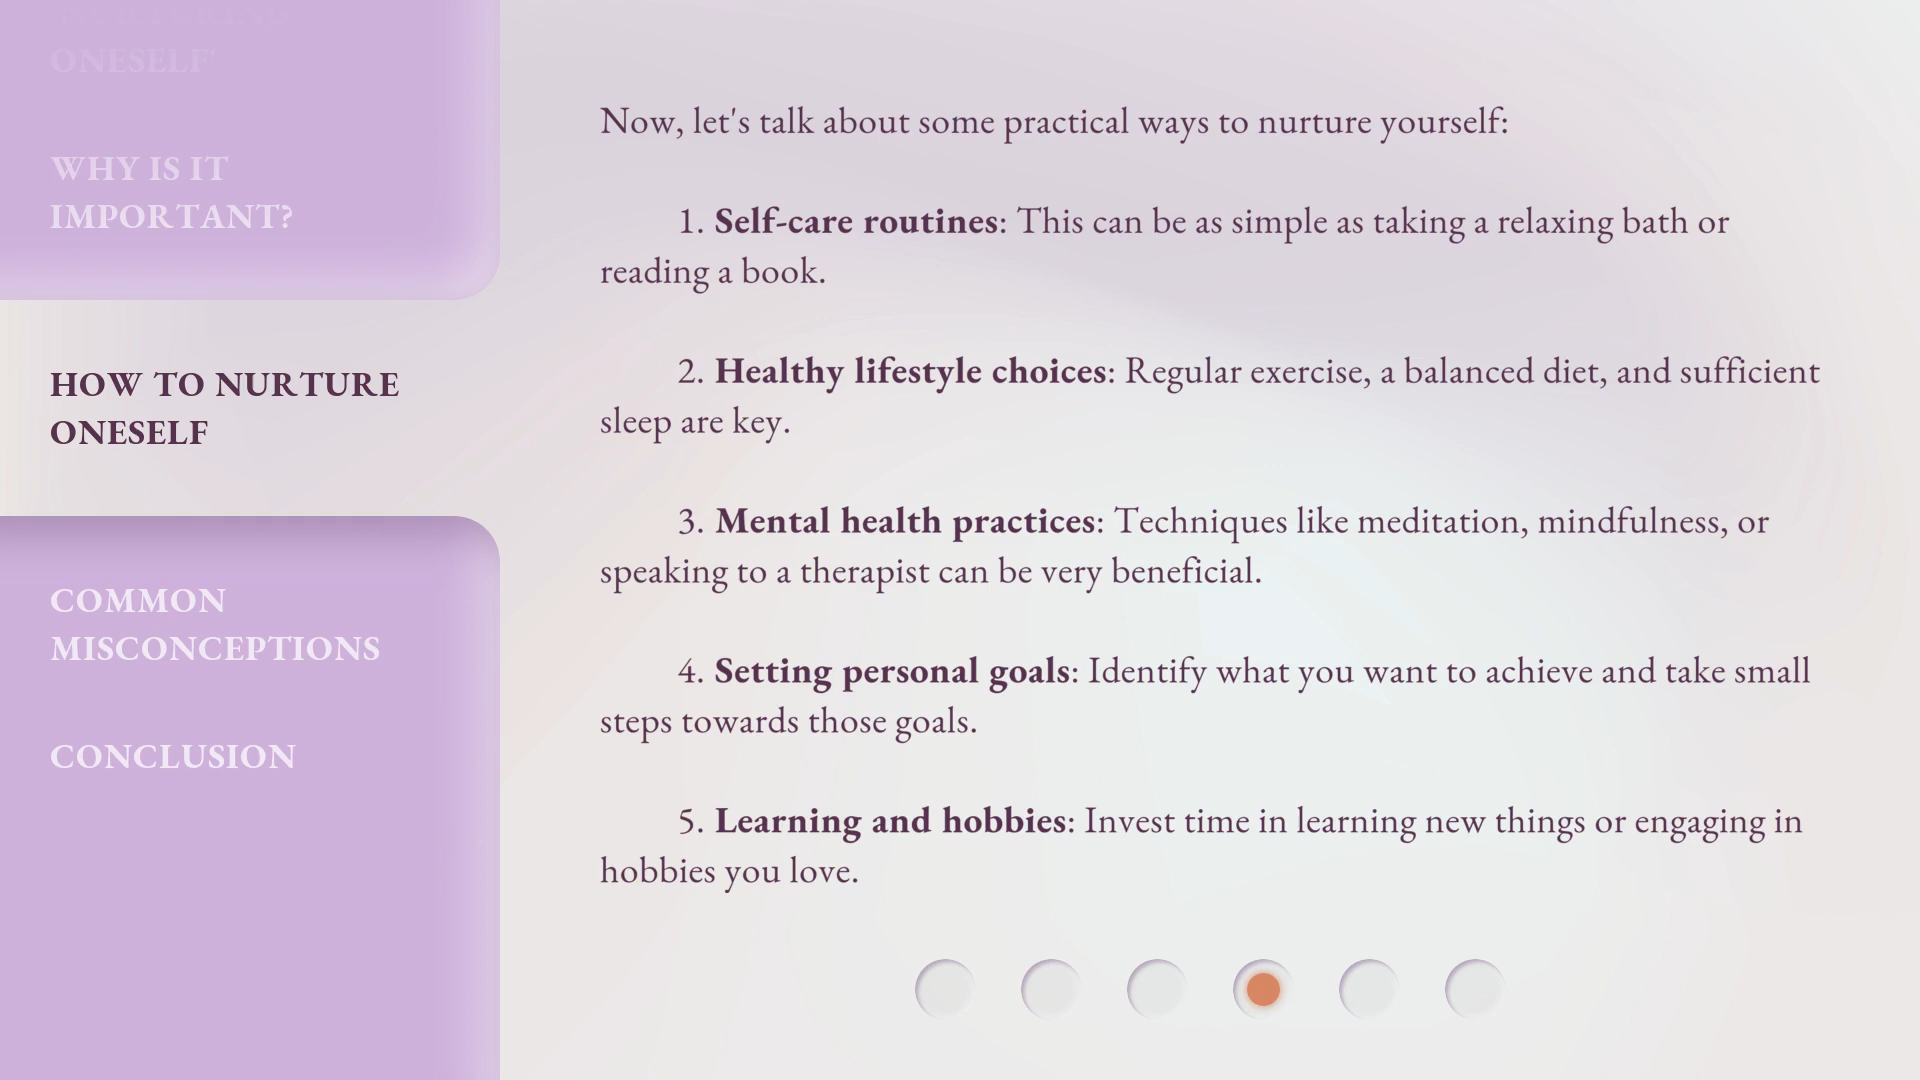 ONESELF'
WHY IS IT
IMPORTANT?
HOW TO NURTURE
ONESELF
COMMON
MISCONCEPTIONS
CONCLUSION
Now, let's talk about some practical ways to nurture yourself:
1. Self-care routines: This can be as simple as taking a relaxing bath or
reading a book.
2. Healthy lifestyle choices: Regular exercise, a balanced diet, and sufficient
sleep are key.
3. Mental health practices: Techniques like meditation, mindfulness, or
speaking to a therapist can be very beneficial.
4. Setting personal goals: Identify what you want to achieve and take small
steps towards those goals.
5. Learning and hobbies: Invest time in learning new things or engaging in
hobbies you love.